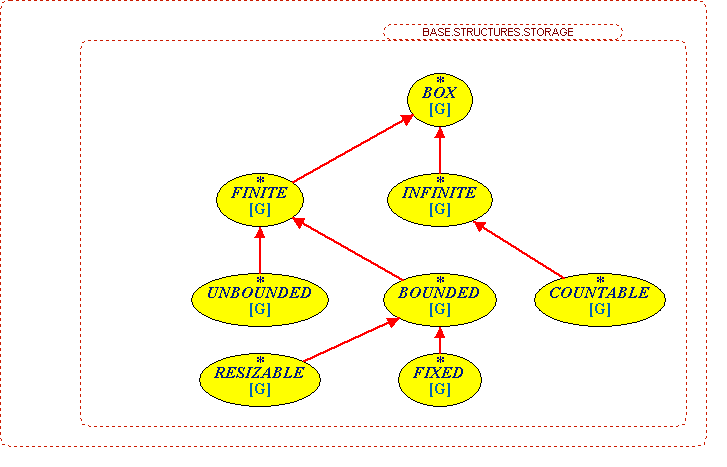 BASE.STRUCTURES.STORAGE
*
BOX
[G]
*
FINITE
[G]
*
INFINITE
[G]
*
UNBOUNDED
[G]
*
BOUNDED
[G]
*
COUNTABLE
[G]
*
RESIZABLE
[G]
*
FIXED
[G]